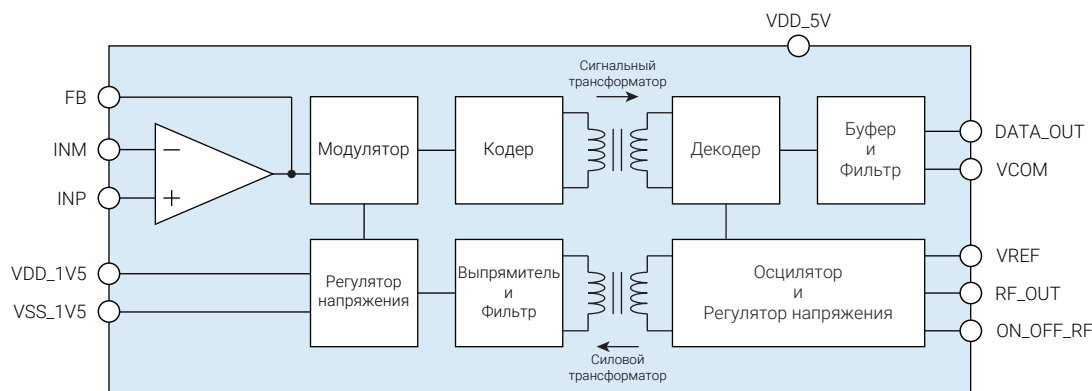 VDD_5V
Сигнальный
трансформатор
FB
INM
INP
Модулятор
Кодер
Декодер
Буфер
и
Фильтр
DATA_OUT
VCOM
VDD_1V5
VSS_1V5
Регулятор
напряжения
Выпрямитель
и
Фильтр
Осцилятор
и
Регулятор напряжения
VREF
RF_OUT
ON_OFF_RF
Силовой
трансформатор